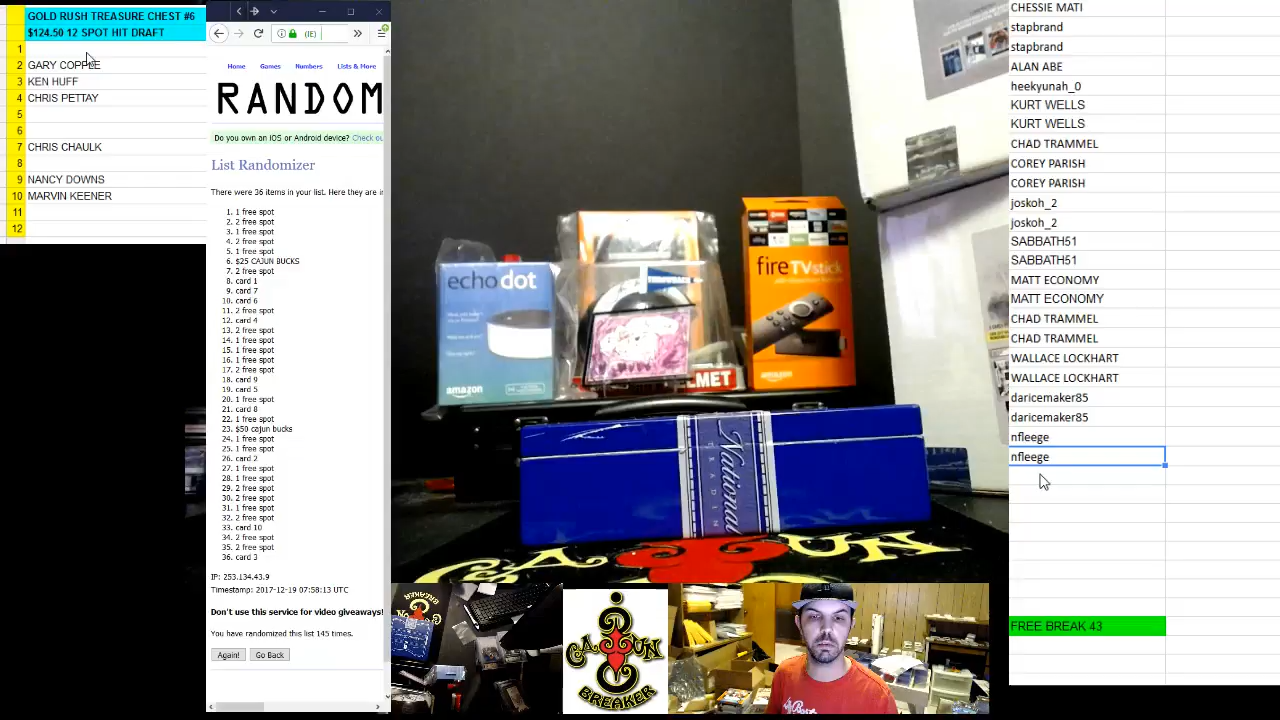 GOLD RUSH TREASURE CHEST #6
$124.50 12 SPOT HIT DRAFT
1
2 GARY COPPLE
3 KEN HUFF
4 CHRIS PETTAY
5
6
7 CHRIS CHAULK
8
9 NANCY DOWNS
10 MARVIN KEENER
11
12
(IE)
Home Games Numbers Lists & More
RANDOM
Do you own an iOS or Android device? Check ou
List Randomizer
There were 36 items in your list. Here they are i
1. 1 free spot
2. 2 free spot
3. 1 free spot
4. 2 free spot
5. 1 free spot
6. $25 CAJUN BUCKS
7. 2 free spot
8. card 1
9. card 7
10. card 6
11. 2 free spot
12. card 4
13. 2 free spot
14. 1 free spot
15. 1 free spot
16. 1 free spot
17. 2 free spot
18. card 9
19. card 5
20. 1 free spot
21. card 8
22. 1 free spot
23. $50 cajun bucks
24. 1 free spot
25. 1 free spot
26. card 2
27. 1 free spot
28. 1 free spot
29. 2 free spot
30. 2 free spot
31. 1 free spot
32. 2 free spot
33. card 10
34. 2 free spot
35. 2 free spot
36. card 3
IP: 253.134.43.9
Timestamp: 2017-12-19 07:58:13 UTC
Don't use this service for video giveaways!
You have randomized this list 145 times.
Again! Go Back
echo dot
amazon
fireTVstick
amazon
National
TRADIN
CAJUN
CAJUN
BREAKER
CHESSIE MATI
stapbrand
stapbrand
ALAN ABE
heekyunah_0
KURT WELLS
KURT WELLS
CHAD TRAMMEL
COREY PARISH
COREY PARISH
joskoh_2
joskoh_2
SABBATH51
SABBATH51
MATT ECONOMY
MATT ECONOMY
CHAD TRAMMEL
CHAD TRAMMEL
WALLACE LOCKHART
WALLACE LOCKHART
daricemaker85
daricemaker85
nfleege
nfleege
FREE BREAK 43